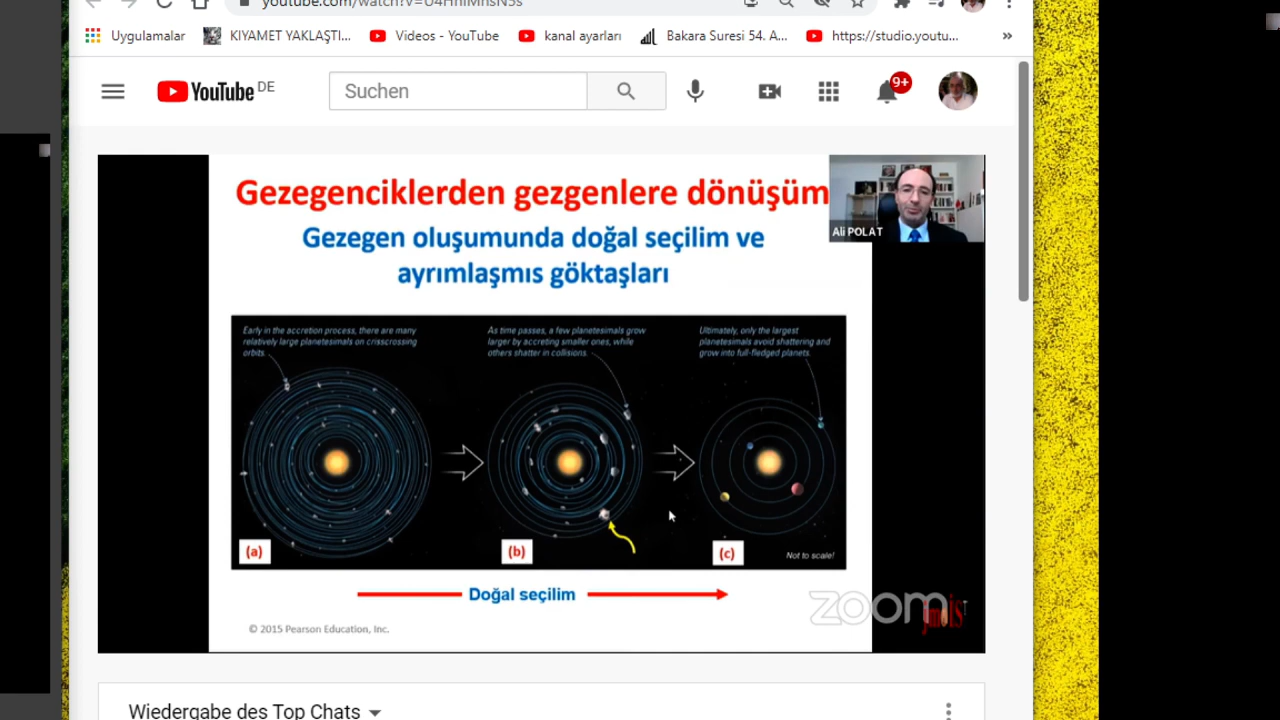 Uygulamalar
KIYAMET YAKLAŞTI...
Videos - YouTube
kanal ayarları
Bakara Suresi 54. A...
https://studio.youtu...
»
YouTube DE
Suchen
9+
Gezegenciklerden gezgenlere dönüşüm
Ali POLAT
Gezegen oluşumunda doğal seçilim ve
ayrımlaşmıs göktaşları
Early in the accretion process, there are many
relatively large planetesimals on crisscrossing
orbits.
As time passes, a few planetesimals grow
larger by accreting smaller ones, while
others shatter in collisions.
Ultimately, only the largest
planetesimals avoid shattering and
grow into full-fledged planets.
(a)
(b)
(c)
Not to scale!
Doğal seçilim
zoom
© 2015 Pearson Education, Inc.
Wiedergabe des Top Chats